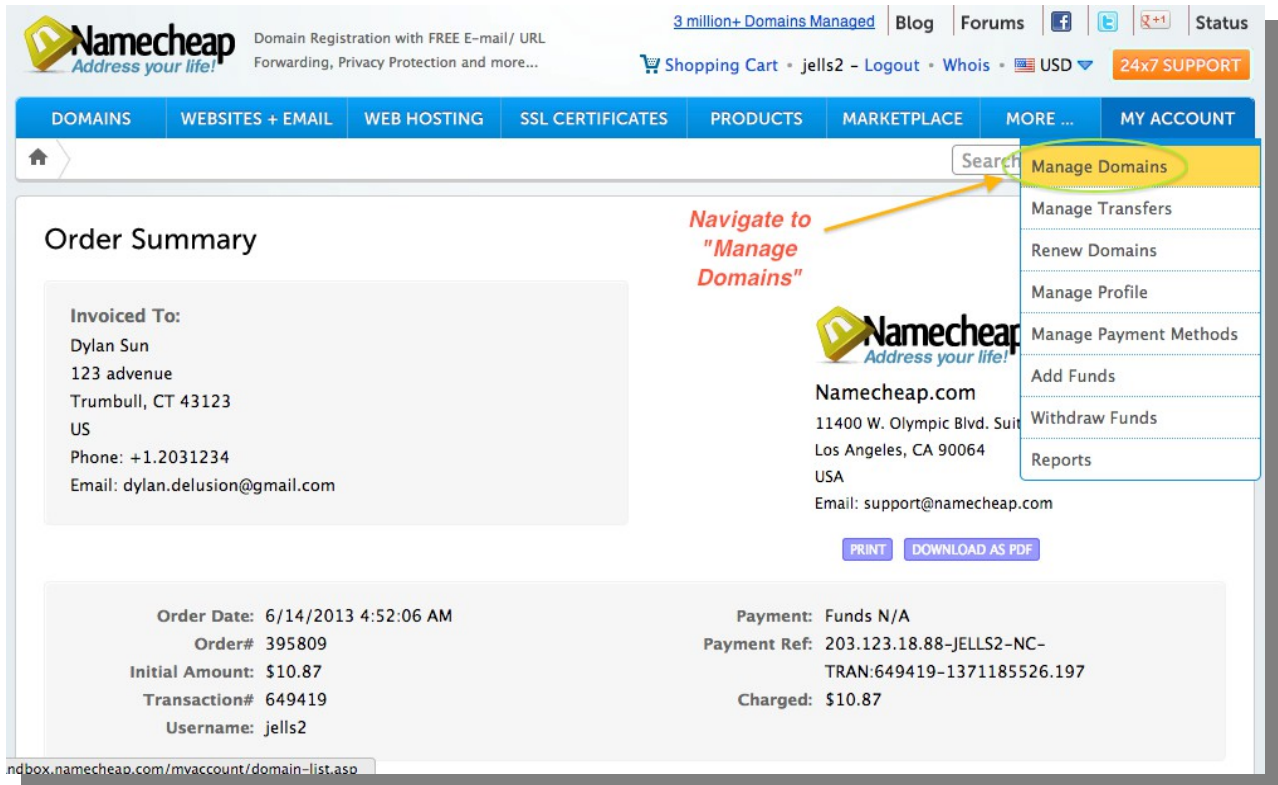 Namecheap
Address your life!
Domain Registration with FREE E-mail/ URL
Forwarding, Privacy Protection and more...
3 million+ Domains Managed Blog Forums Status
Shopping Cart • jells2 – Logout • Whois • USD 24x7 SUPPORT
DOMAINS WEBSITES + EMAIL WEB HOSTING SSL CERTIFICATES PRODUCTS MARKETPLACE MORE ... MY ACCOUNT
Search
Manage Domains
Manage Transfers
Renew Domains
Manage Profile
Manage Payment Methods
Add Funds
Withdraw Funds
Reports
Navigate to
"Manage
Domains"
Order Summary
Invoiced To:
Dylan Sun
123 advenue
Trumbull, CT 43123
US
Phone: +1.2031234
Email: dylan.delusion@gmail.com
Namecheap
Address your life!
Namecheap.com
11400 W. Olympic Blvd. Suit
Los Angeles, CA 90064
USA
Email: support@namecheap.com
PRINT DOWNLOAD AS PDF
Order Date: 6/14/2013 4:52:06 AM
Order# 395809
Initial Amount: $10.87
Transaction# 649419
Username: jells2
Payment: Funds N/A
Payment Ref: 203.123.18.88-JELLS2-NC-
TRAN:649419-1371185526.197
Charged: $10.87
ndbox.namecheap.com/myaccount/domain-list.asp